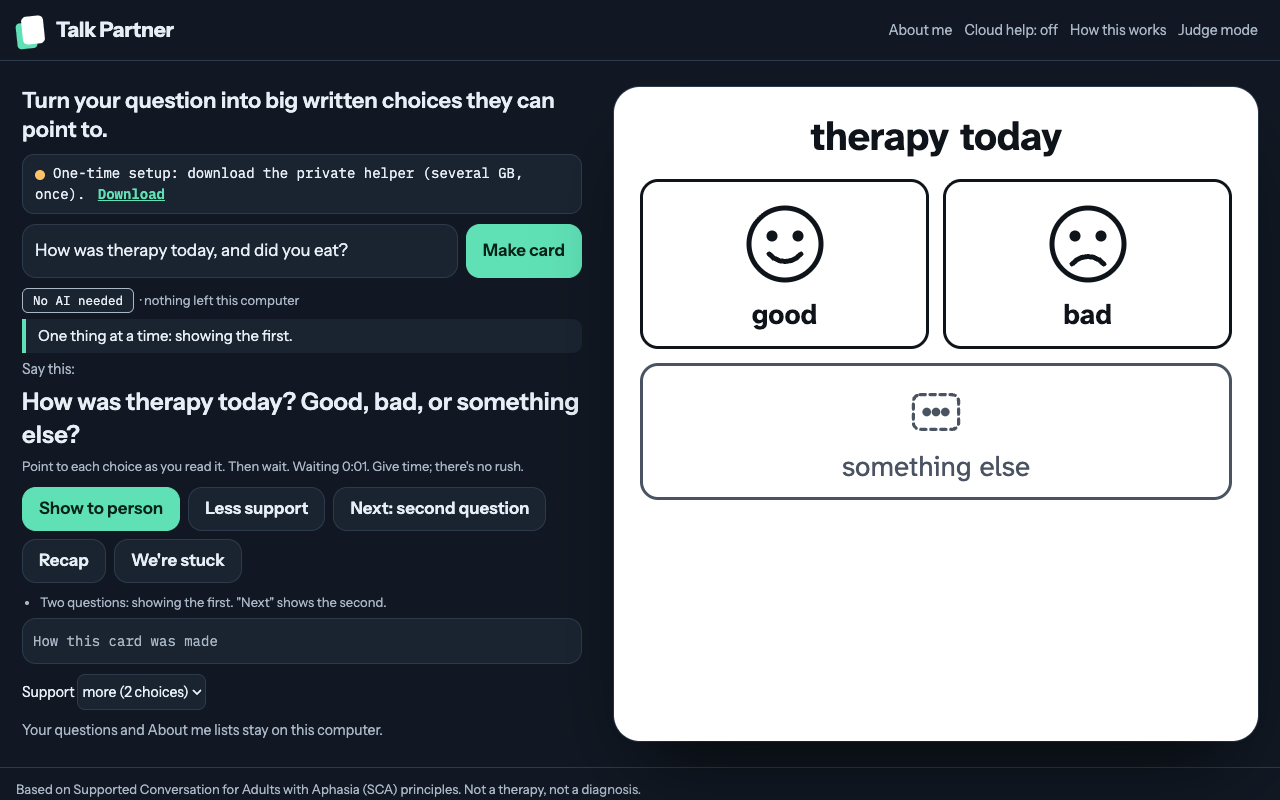 Talk Partner
About me Cloud help: off How this works Judge mode
Turn your question into big written choices they can
point to.
One-time setup: download the private helper (several GB,
once). Download
How was therapy today, and did you eat?
Make card
No AI needed · nothing left this computer
One thing at a time: showing the first.
Say this:
How was therapy today? Good, bad, or something
else?
Point to each choice as you read it. Then wait. Waiting 0:01. Give time; there's no rush.
Show to person Less support Next: second question
Recap We're stuck
• Two questions: showing the first. "Next" shows the second.
How this card was made
Support more (2 choices)
Your questions and About me lists stay on this computer.
therapy today
good bad
something else
Based on Supported Conversation for Adults with Aphasia (SCA) principles. Not a therapy, not a diagnosis.